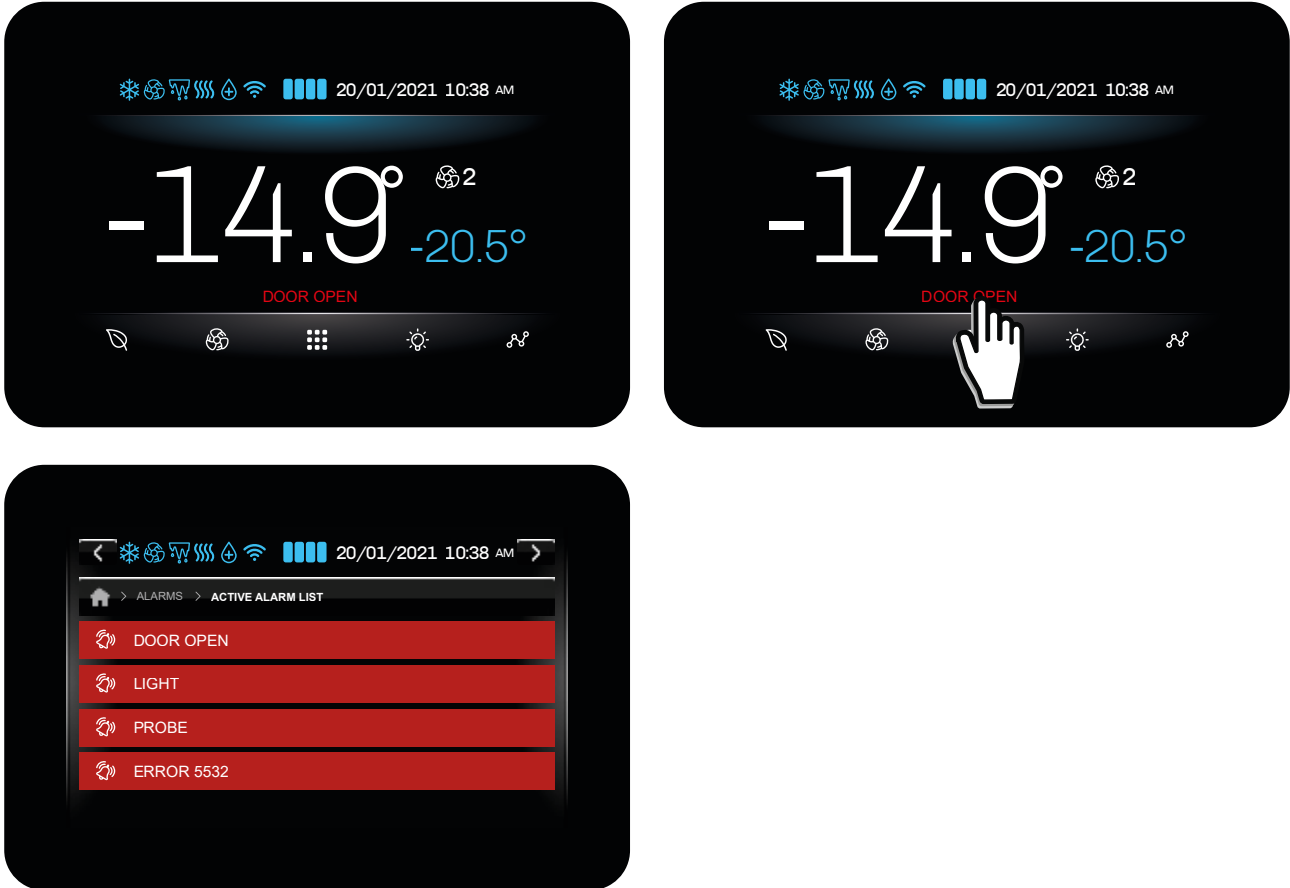 20/01/2021 10:38 AM
-14.9°
2
-20.5°
DOOR OPEN
20/01/2021 10:38 AM
-14.9°
2
-20.5°
DOOR OPEN
20/01/2021 10:38 AM
> ALARMS > ACTIVE ALARM LIST
DOOR OPEN
LIGHT
PROBE
ERROR 5532